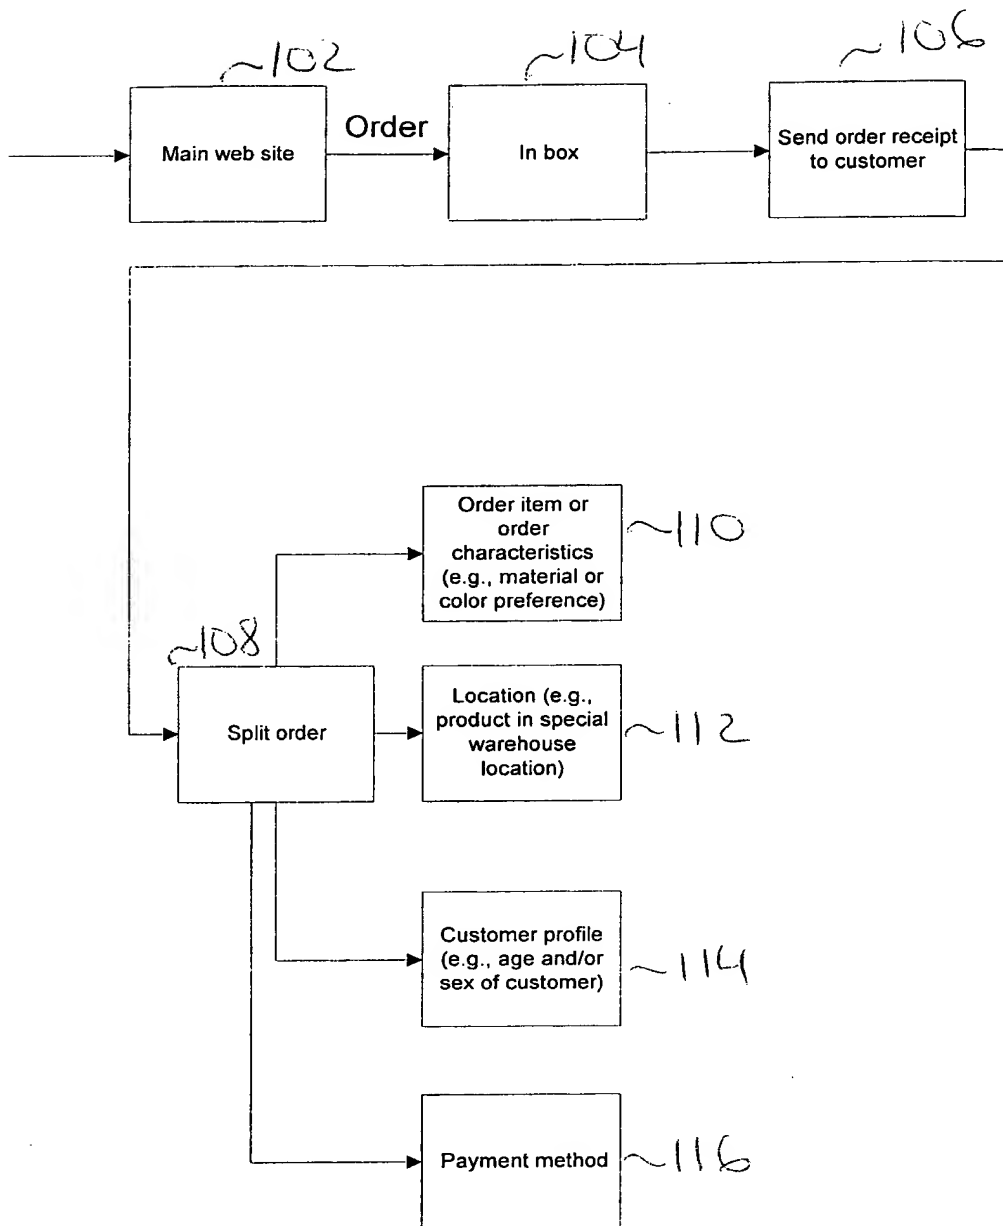 ~102
~104
~106
Main web site
Order
In box
Send order receipt
to customer
Order item or
order
characteristics
(e.g., material or
color preference)
~110
~108
Split order
Location (e.g.,
product in special
warehouse
location)
~112
Customer profile
(e.g., age and/or
sex of customer)
~114
Payment method
~116